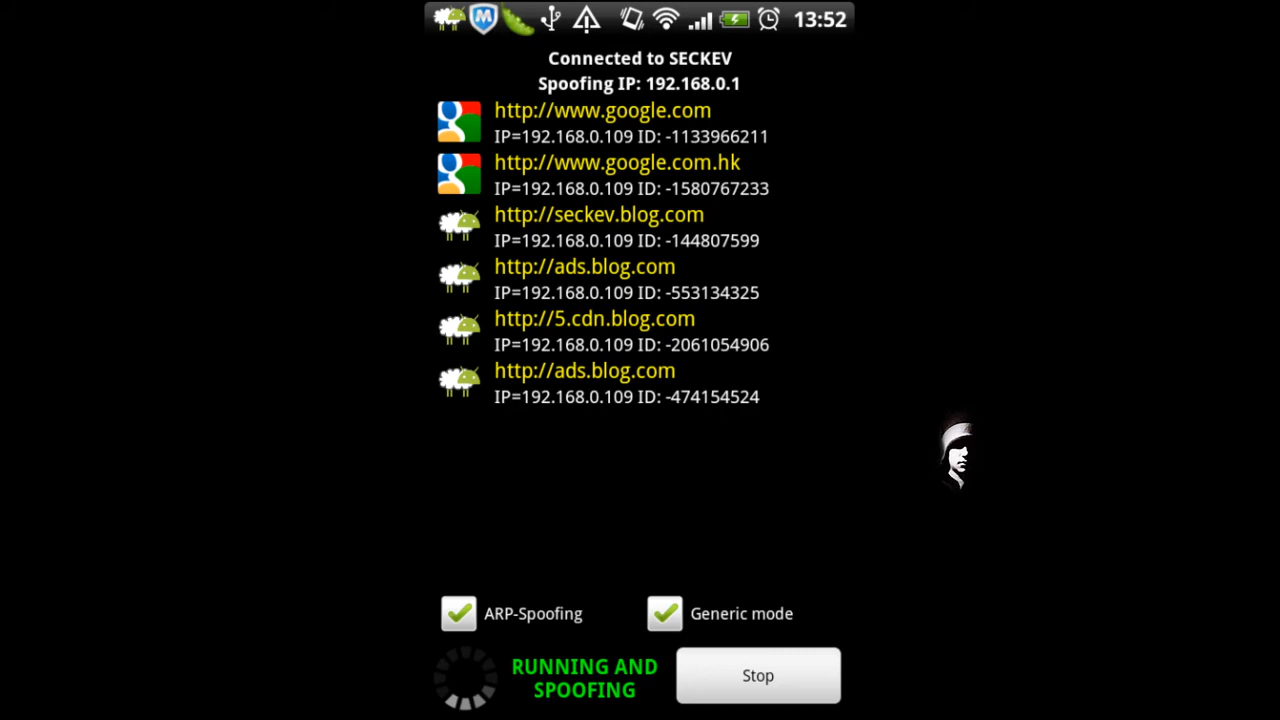 13:52
Connected to SECKEV
Spoofing IP: 192.168.0.1
http://www.google.com
IP=192.168.0.109 ID: -1133966211
http://www.google.com.hk
IP=192.168.0.109 ID: -1580767233
http://seckev.blog.com
IP=192.168.0.109 ID: -144807599
http://ads.blog.com
IP=192.168.0.109 ID: -553134325
http://5.cdn.blog.com
IP=192.168.0.109 ID: -2061054906
http://ads.blog.com
IP=192.168.0.109 ID: -474154524
ARP-Spoofing
Generic mode
RUNNING AND
SPOOFING
Stop